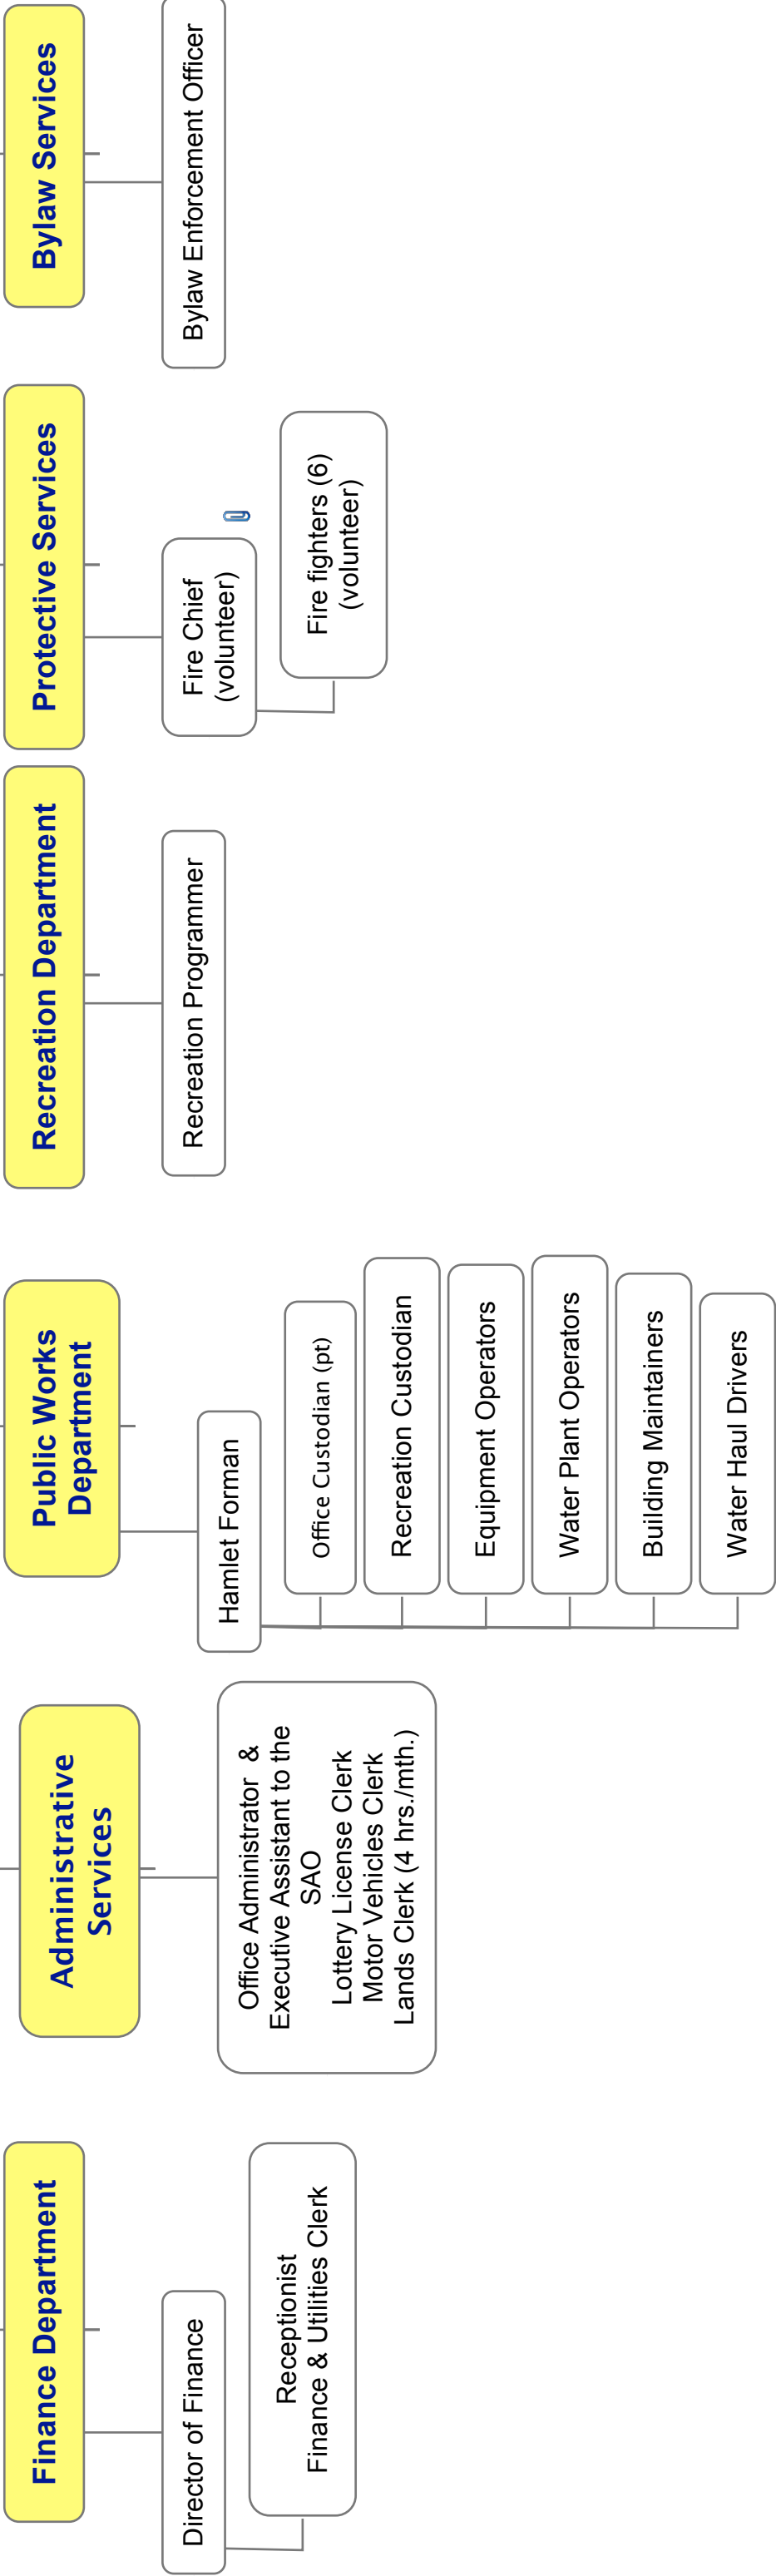 Finance Department
Director of Finance
Receptionist
Finance & Utilities Clerk
Administrative
Services
Office Administrator &
Executive Assistant to the
SAO
Lottery License Clerk
Motor Vehicles Clerk
Lands Clerk (4 hrs./mth.)
Public Works
Department
Hamlet Forman
Office Custodian (pt)
Recreation Custodian
Equipment Operators
Water Plant Operators
Building Maintainers
Water Haul Drivers
Recreation Department
Recreation Programmer
Protective Services
Fire Chief
(volunteer)
Fire fighters (6)
(volunteer)
Bylaw Services
Bylaw Enforcement Officer